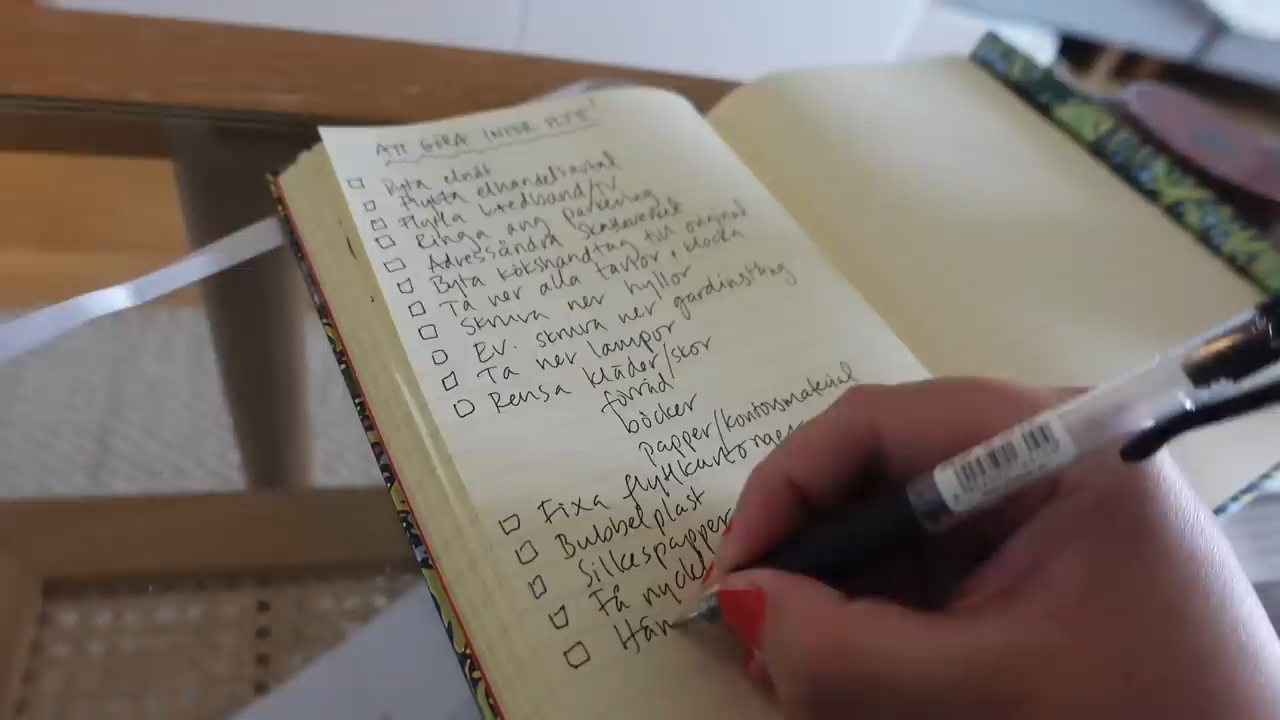 ATT GÖRA INFÖR FLYTT!
Byta elnät
Flytta elhandelsavtal
Flytta bredband/TV
Ringa ang parkering
Adressändra Skatteverket
Byta kökshandtag till original
Ta ner alla tavlor + klocka
Skruva ner hyllor
Ev. skruva ner gardinstång
Ta ner lampor
Rensa kläder/skor
förråd
böcker
papper/kontorsmaterial
Fixa flyttkartonger
Bubbelplast
Silkespapper
Få nyckl
Häm